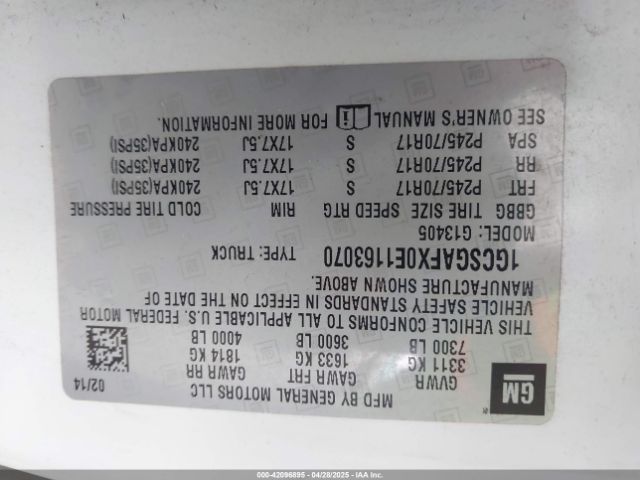 GM
MFD BY GENERAL MOTORS LLC
02/14
GVWR GAWR FRT GAWR RR
3311 KG 1633 KG 1814 KG
7300 LB 3600 LB 4000 LB
THIS VEHICLE CONFORMS TO ALL APPLICABLE U.S. FEDERAL MOTOR
VEHICLE SAFETY STANDARDS IN EFFECT ON THE DATE OF
MANUFACTURE SHOWN ABOVE.
1GCSGAFX0E1163070 TYPE: TRUCK
MODEL: G13405
GBBG TIRE SIZE SPEED RTG RIM COLD TIRE PRESSURE
FRT P245/70R17 S 17X7.5J 240KPA(35PSI)
RR P245/70R17 S 17X7.5J 240KPA(35PSI)
SPA P245/70R17 S 17X7.5J 240KPA(35PSI)
SEE OWNER'S MANUAL FOR MORE INFORMATION.
000-42096895 - 04/28/2025 - IAA Inc.